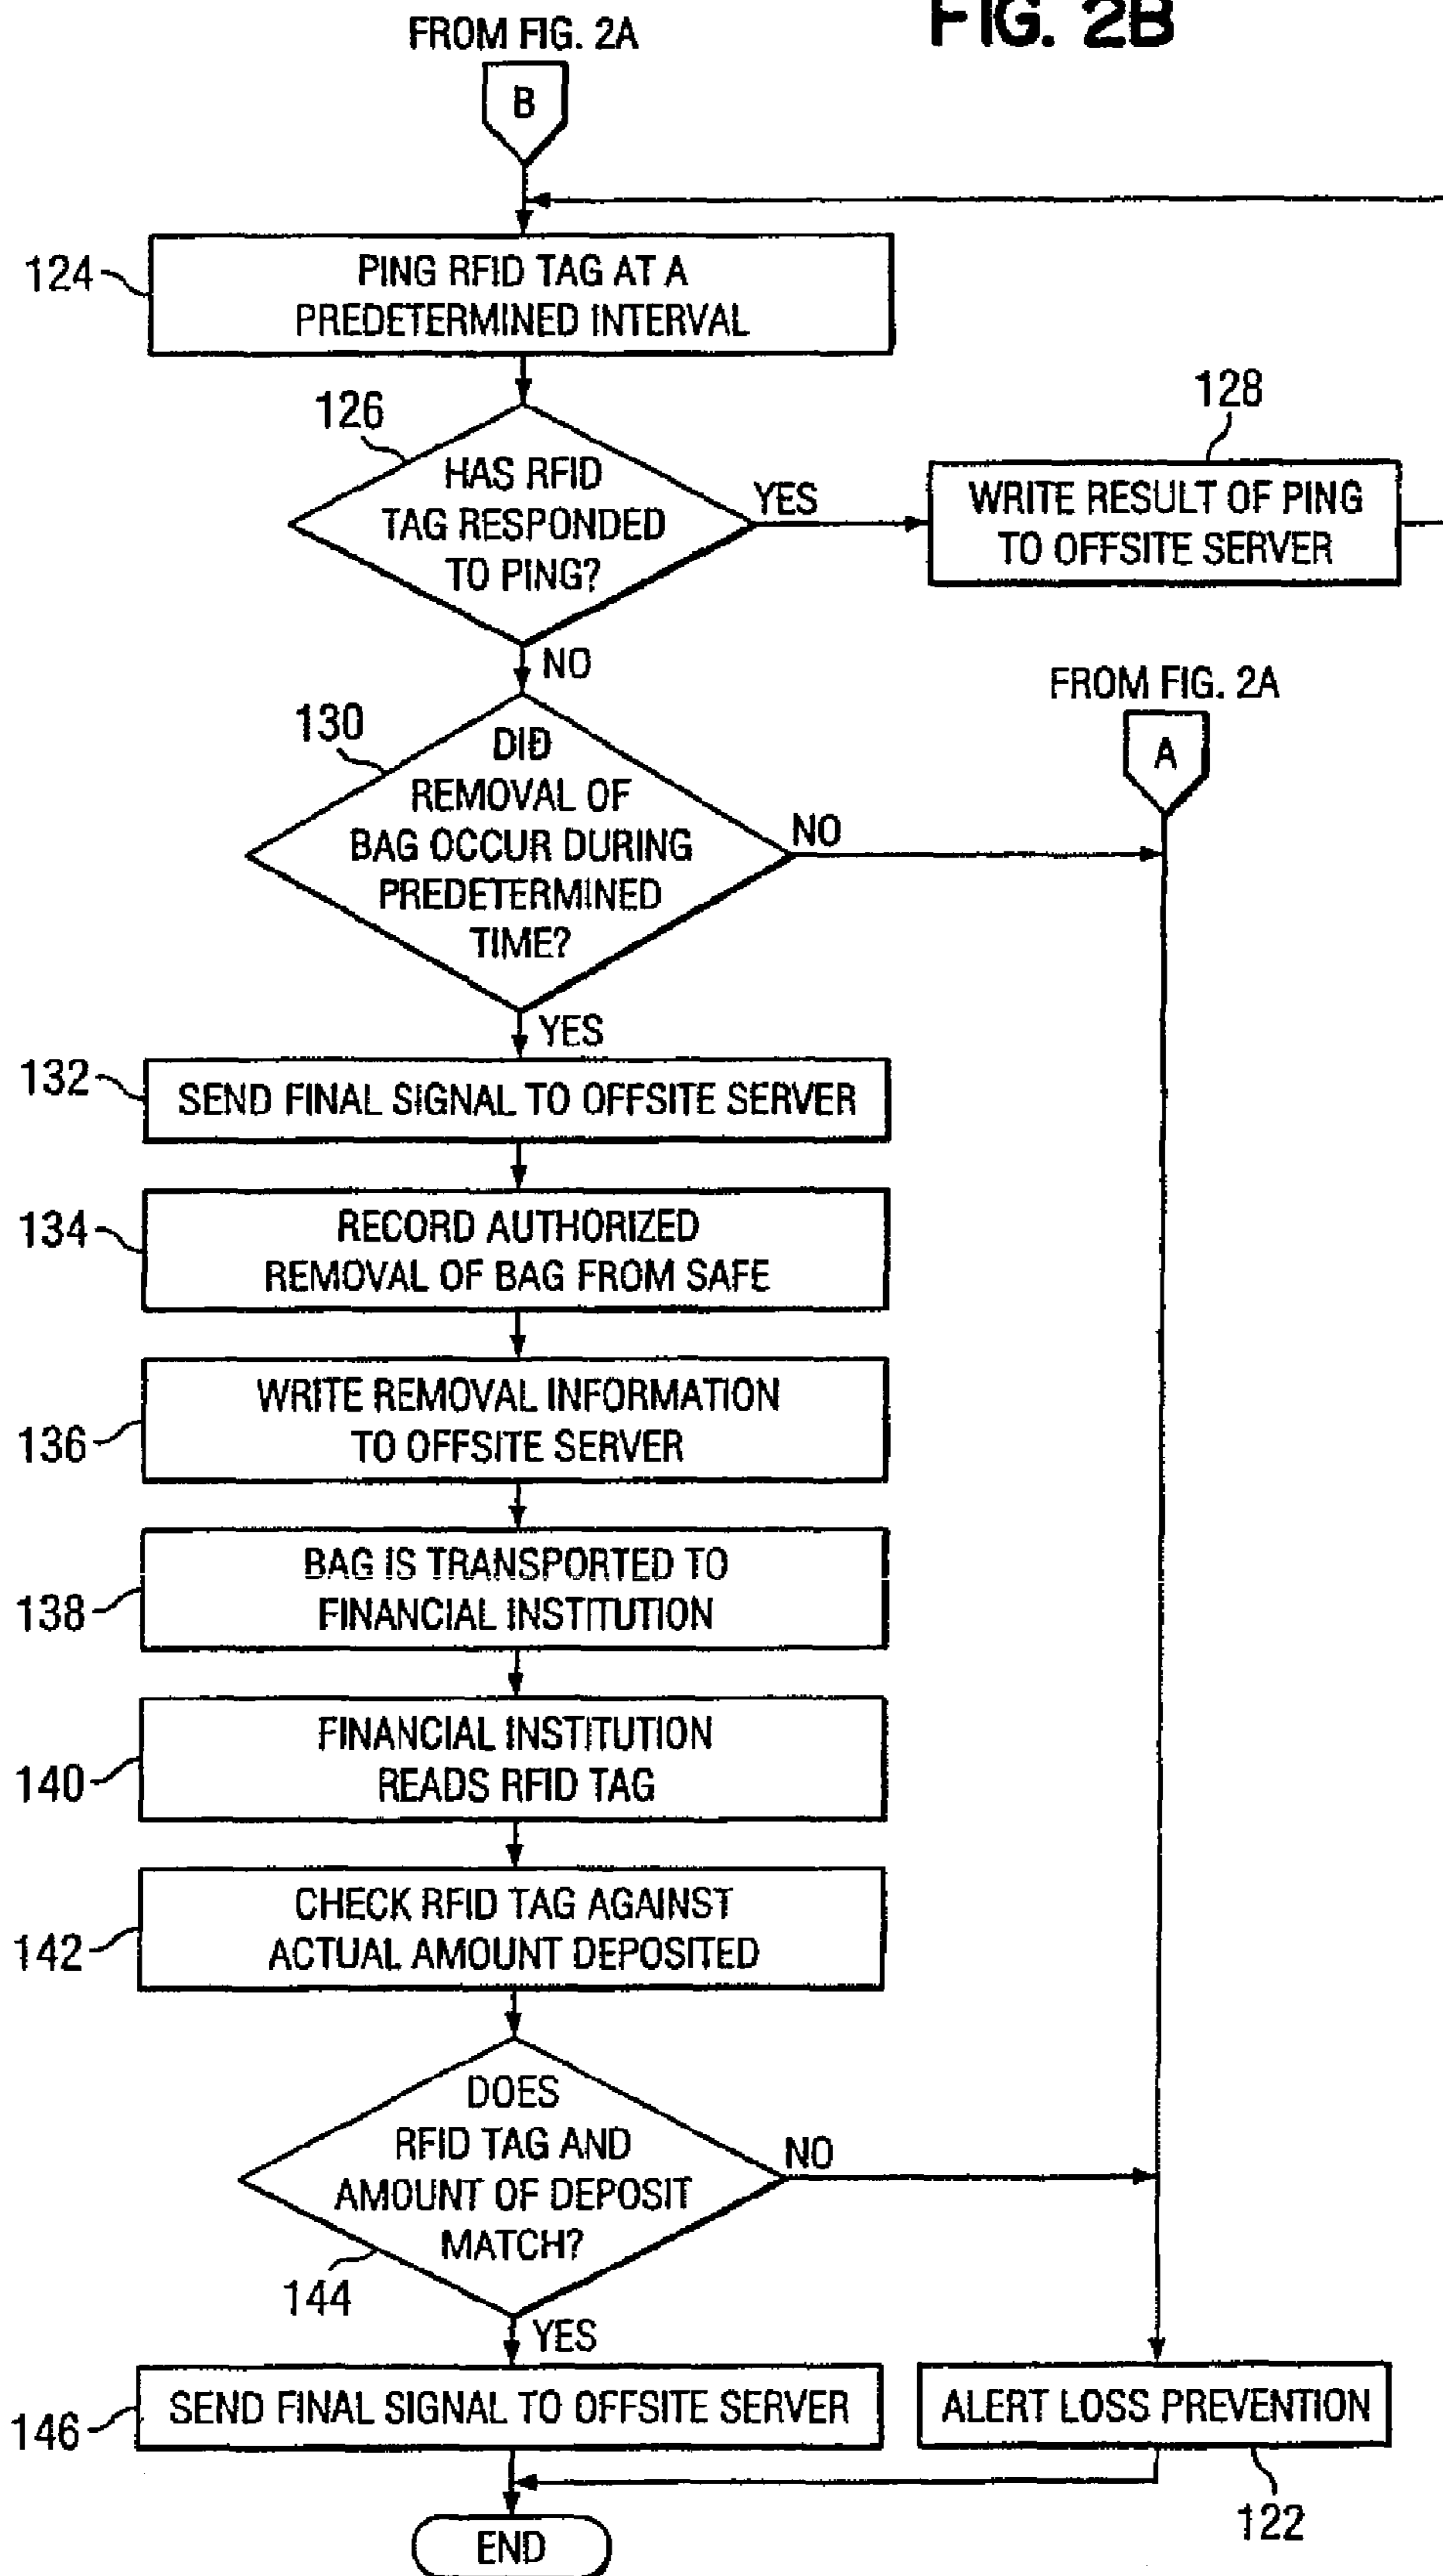 FIG. 2B
FROM FIG. 2A
B
124
PING RFID TAG AT A
PREDETERMINED INTERVAL
126
HAS RFID
TAG RESPONDED
TO PING?
YES
128
WRITE RESULT OF PING
TO OFFSITE SERVER
NO
FROM FIG. 2A
A
130
DID
REMOVAL OF
BAG OCCUR DURING
PREDETERMINED
TIME?
NO
YES
132
SEND FINAL SIGNAL TO OFFSITE SERVER
134
RECORD AUTHORIZED
REMOVAL OF BAG FROM SAFE
136
WRITE REMOVAL INFORMATION
TO OFFSITE SERVER
138
BAG IS TRANSPORTED TO
FINANCIAL INSTITUTION
140
FINANCIAL INSTITUTION
READS RFID TAG
142
CHECK RFID TAG AGAINST
ACTUAL AMOUNT DEPOSITED
DOES
RFID TAG AND
AMOUNT OF DEPOSIT
MATCH?
NO
144
YES
146
SEND FINAL SIGNAL TO OFFSITE SERVER
ALERT LOSS PREVENTION
122
END